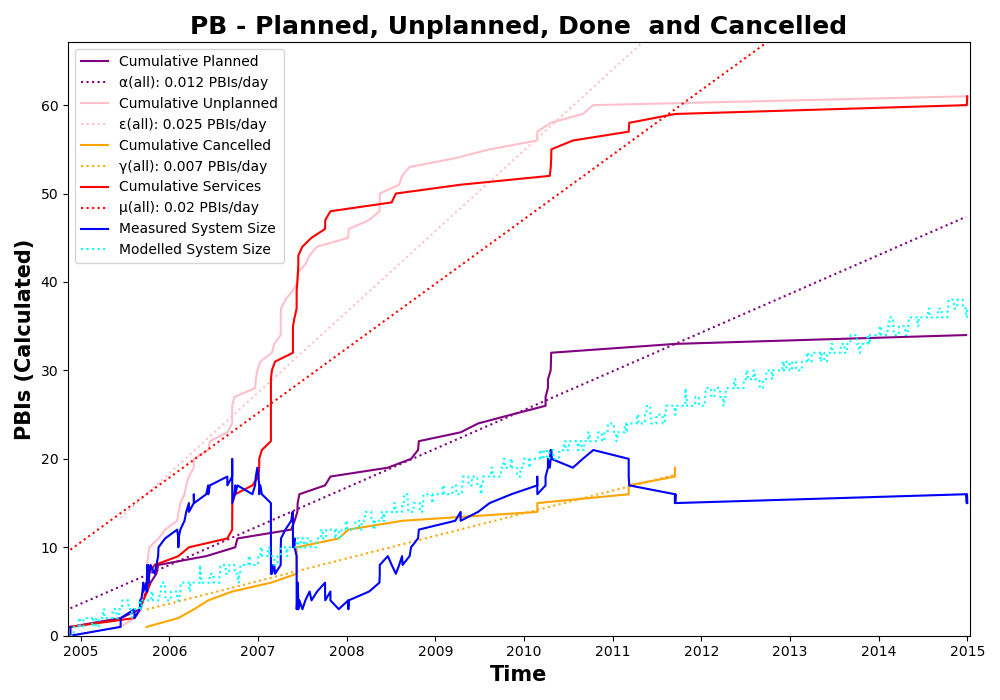 PB - Planned, Unplanned, Done  and Cancelled
Cumulative Planned
α(all): 0.012 PBIs/day
Cumulative Unplanned
ε(all): 0.025 PBIs/day
Cumulative Cancelled
γ(all): 0.007 PBIs/day
Cumulative Services
μ(all): 0.02 PBIs/day
Measured System Size
Modelled System Size
PBIs (Calculated)
60
50
40
30
20
10
0
2005 2006 2007 2008 2009 2010 2011 2012 2013 2014 2015
Time